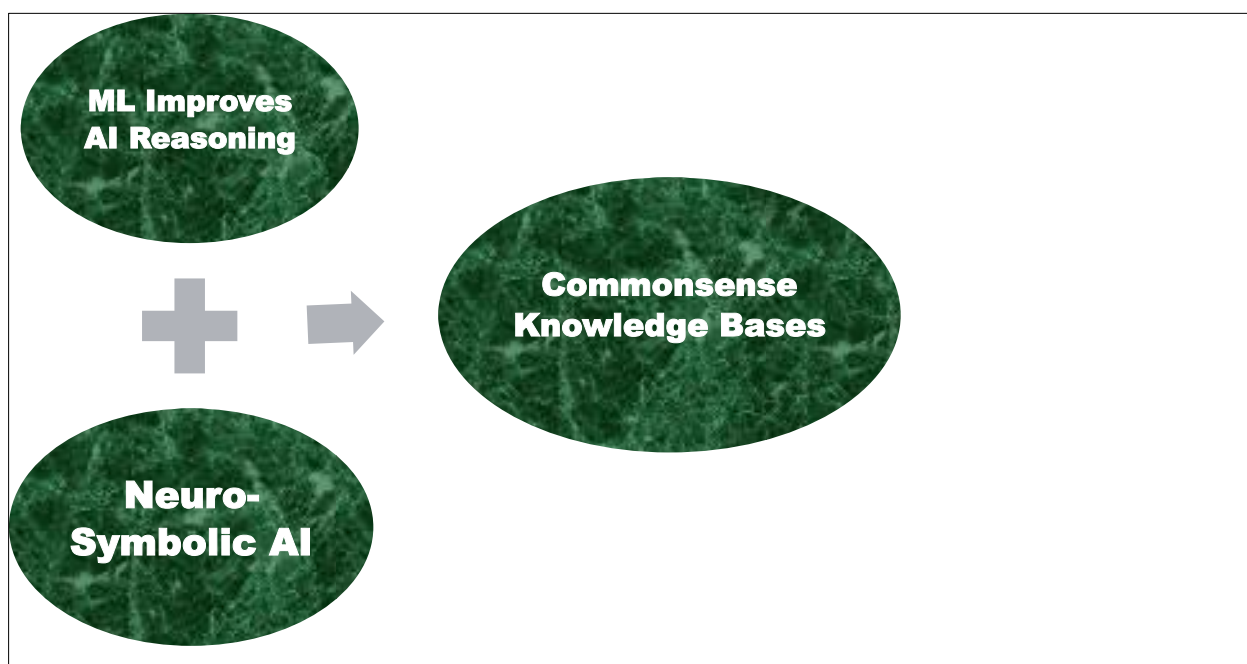 ML Improves
AI Reasoning
Commonsense
Knowledge Bases
Neuro-
Symbolic AI